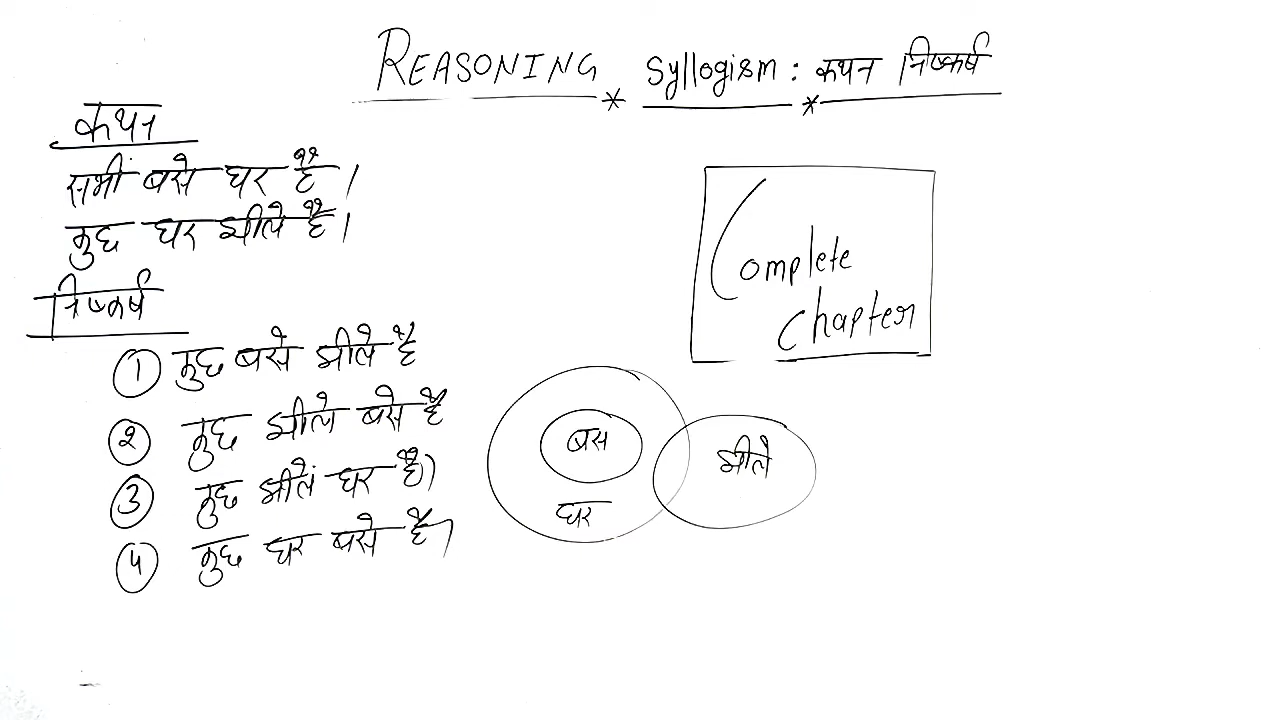 REASONING * Syllogism : * कथन निष्कर्ष
कथन
सभीं बसे घर हैं।
कुछ घर झीले हैं।
निष्कर्ष
① कुछ बसे झीले है
② कुछ झीले बसे है
③ कुछ झीलें घर है।
④ कुछ घर बसे है।
Complete
Chapter
बस
घर
झीले